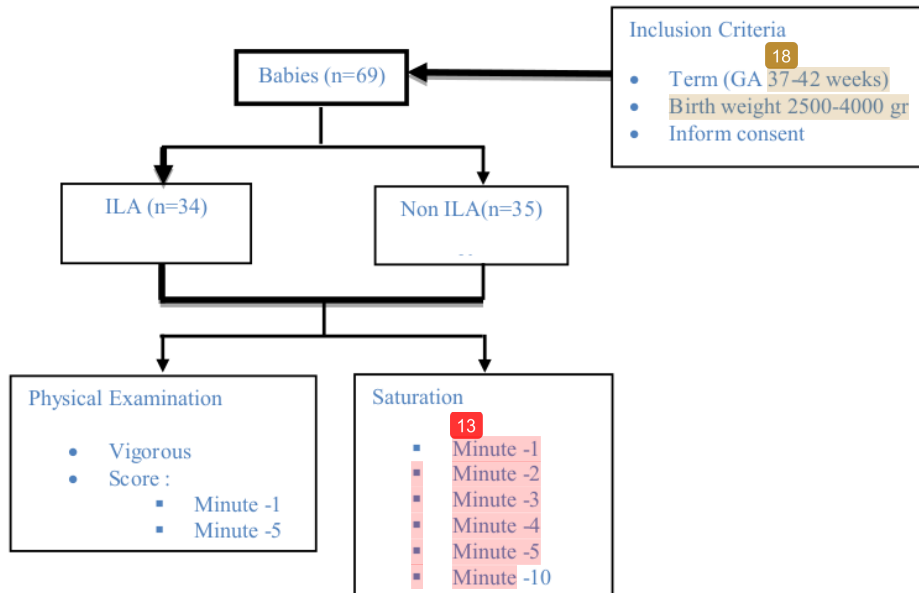 Inclusion Criteria
18
• Term (GA 37-42 weeks)
• Birth weight 2500-4000 gr
• Inform consent
Babies (n=69)
ILA (n=34)
Non ILA(n=35)
Physical Examination
• Vigorous
• Score :
▪ Minute -1
▪ Minute -5
Saturation
13
▪ Minute -1
▪ Minute -2
▪ Minute -3
▪ Minute -4
▪ Minute -5
▪ Minute -10